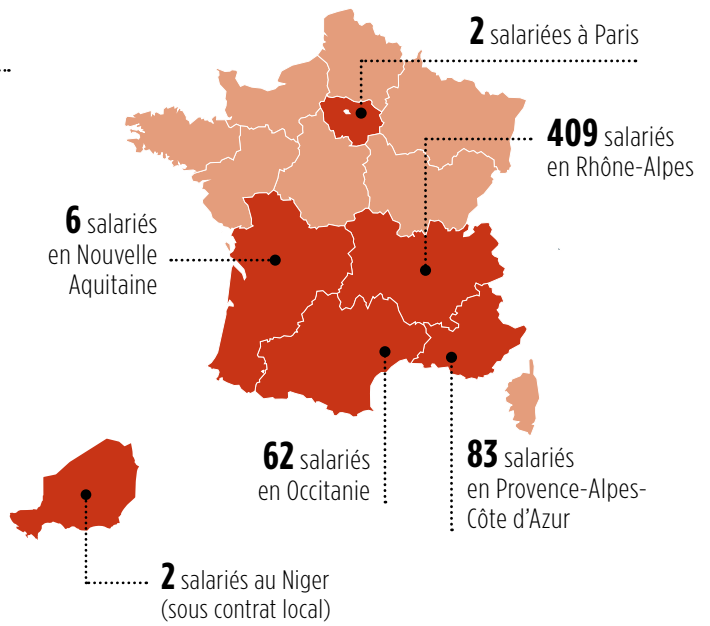 2 salariées à Paris
409 salariés
en Rhône-Alpes
6 salariés
en Nouvelle
Aquitaine
62 salariés
en Occitanie
83 salariés
en Provence-Alpes-
Côte d’Azur
2 salariés au Niger
(sous contrat local)